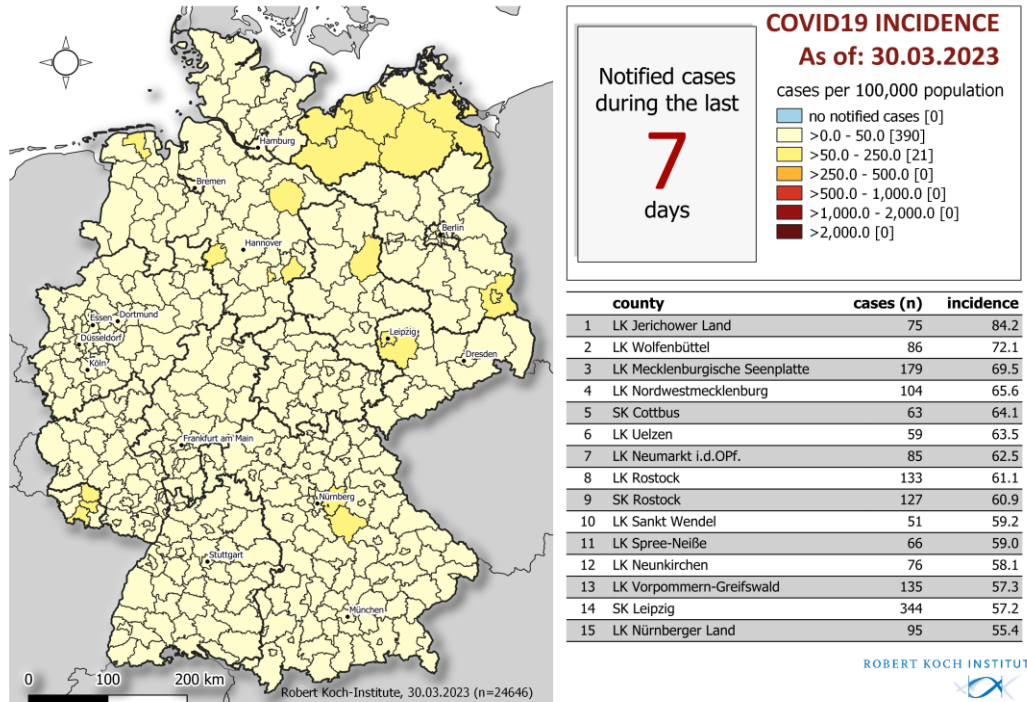 Hamburg
Bremen
Berlin
Hannover
Essen
Dortmund
Düsseldorf
Köln
Leipzig
Dresden
Frankfurt am Main
Nürnberg
Stuttgart
München
0 100 200 km
Robert Koch-Institute, 30.03.2023 (n=24646)
Notified cases
during the last
7
days
COVID19 INCIDENCE
As of: 30.03.2023
cases per 100,000 population
no notified cases [0]
>0.0 - 50.0 [390]
>50.0 - 250.0 [21]
>250.0 - 500.0 [0]
>500.0 - 1,000.0 [0]
>1,000.0 - 2,000.0 [0]
>2,000.0 [0]
county cases (n) incidence
1 LK Jerichower Land 75 84.2
2 LK Wolfenbüttel 86 72.1
3 LK Mecklenburgische Seenplatte 179 69.5
4 LK Nordwestmecklenburg 104 65.6
5 SK Cottbus 63 64.1
6 LK Uelzen 59 63.5
7 LK Neumarkt i.d.OPf. 85 62.5
8 LK Rostock 133 61.1
9 SK Rostock 127 60.9
10 LK Sankt Wendel 51 59.2
11 LK Spree-Neiße 66 59.0
12 LK Neunkirchen 76 58.1
13 LK Vorpommern-Greifswald 135 57.3
14 SK Leipzig 344 57.2
15 LK Nürnberger Land 95 55.4
ROBERT KOCH INSTITUT